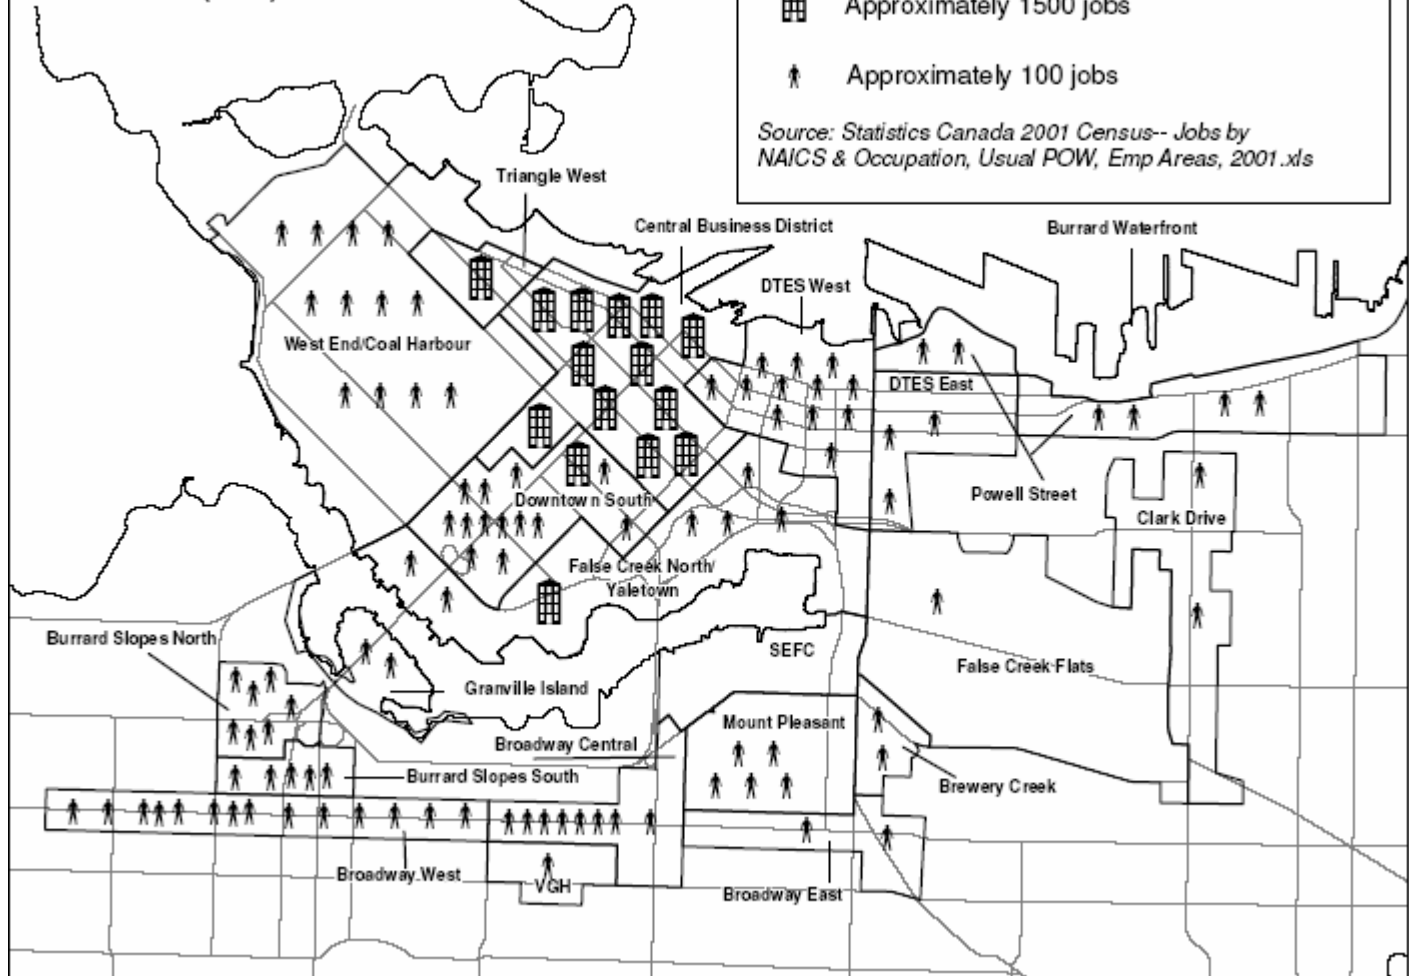 Approximately 1500 jobs
Approximately 100 jobs
Source: Statistics Canada 2001 Census-- Jobs by
NAICS & Occupation, Usual POW, Emp Areas, 2001.xls
Triangle West
Central Business District
Burrard Waterfront
DTES West
West End/Coal Harbour
DTES East
Downtown South
Powell Street
Clark Drive
False Creek North/
Yaletown
Burrard Slopes North
SEFC
False Creek Flats
Granville Island
Mount Pleasant
Broadway Central
Burrard Slopes South
Brewery Creek
Broadway West
VGH
Broadway East